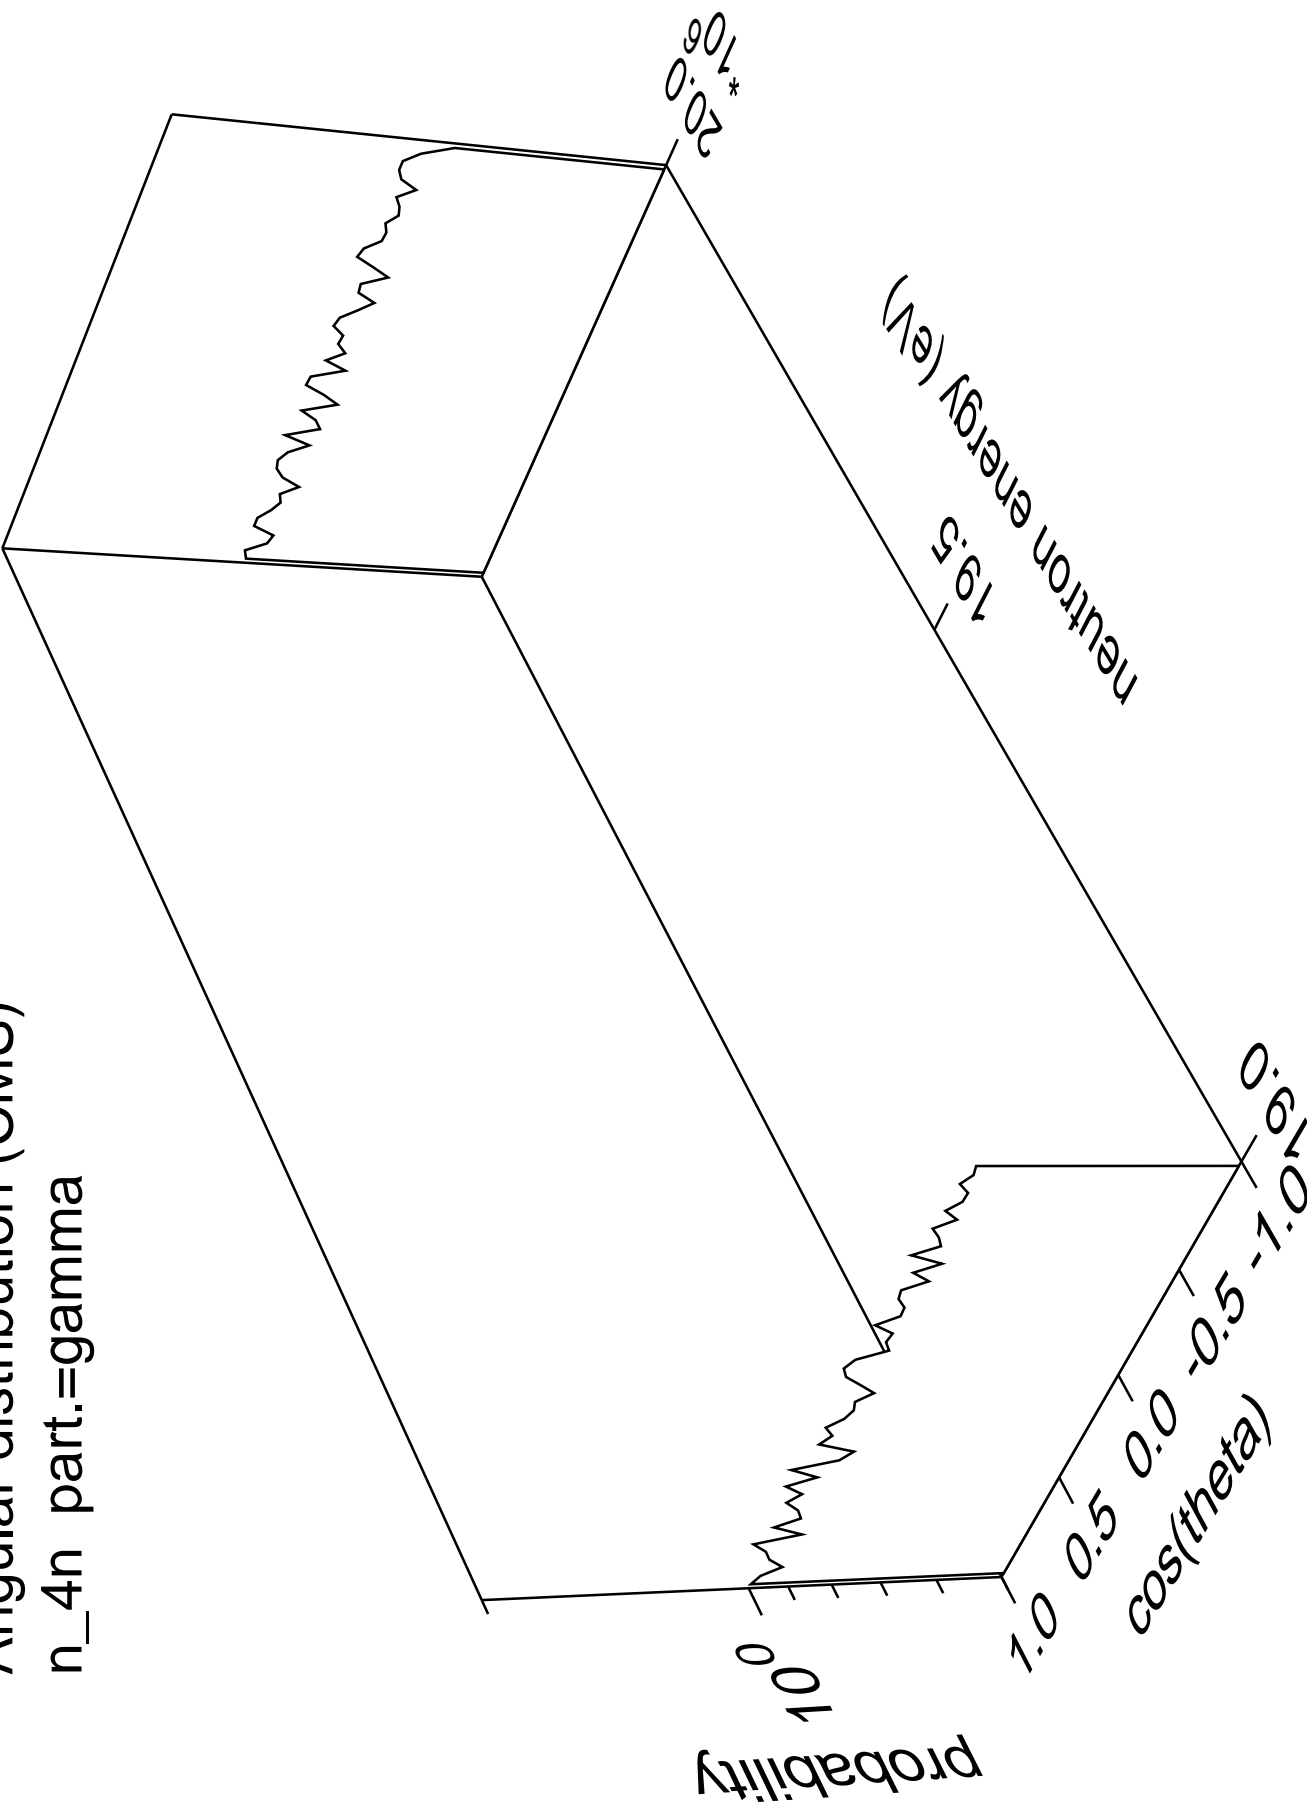 Angular distribution (CMS)
n_4n part.=gamma
probability
10^0
1.0
0.5
0.0
-0.5
-1.0
cos(theta)
19.0
19.5
20.0
* 10^6
neutron energy (eV)